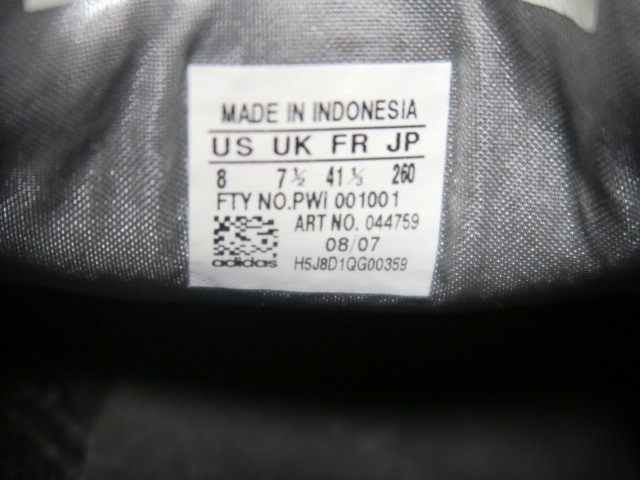 MADE IN INDONESIA
US UK FR JP
8 7½ 41⅓ 260
FTY NO.PWI 001001
ART NO. 044759
08/07
adidas H5J8D1QG00359